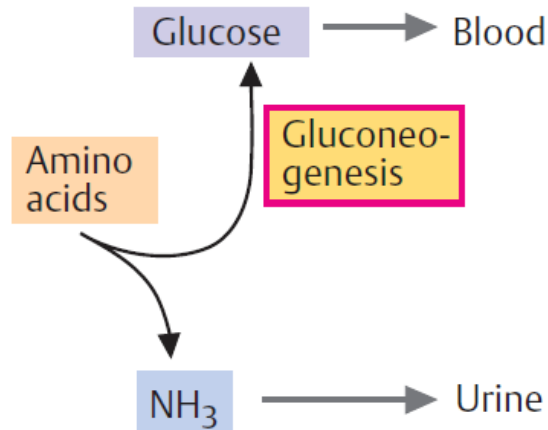 Glucose
Blood
Gluconeo-
genesis
Amino
acids
NH₃
Urine